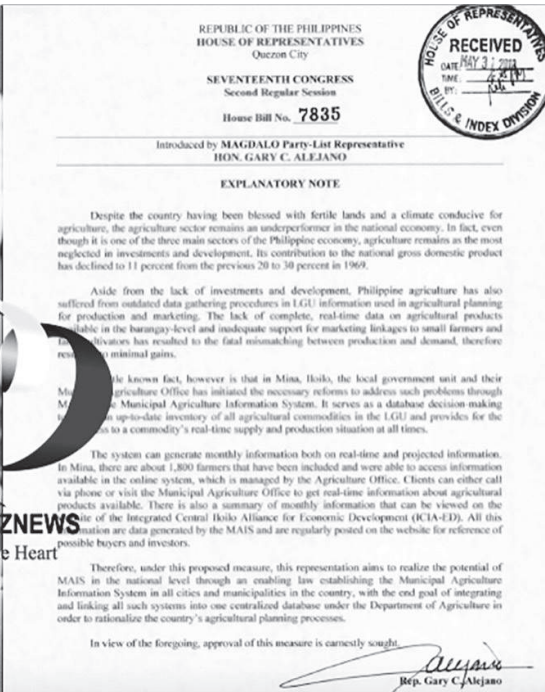 REPUBLIC OF THE PHILIPPINES
HOUSE OF REPRESENTATIVES
Quezon City
SEVENTEENTH CONGRESS
Second Regular Session
House Bill No. 7835
HOUSE OF REPRESENTATIVES
RECEIVED
DATE: MAY 31
TIME:
BY:
BILLS & INDEX DIVISION
Introduced by MAGDALO Party-List Representative
HON. GARY C. ALEJANO
EXPLANATORY NOTE
Despite the country having been blessed with fertile lands and a climate conducive for
agriculture, the agriculture sector remains an underperformer in the national economy. In fact, even
though it is one of the three main sectors of the Philippine economy, agriculture remains as the most
neglected in investments and development. Its contribution to the national gross domestic product
has declined to 11 percent from the previous 20 to 30 percent in 1969.
Aside from the lack of investments and development, Philippine agriculture has also
suffered from outdated data gathering procedures in LGU information used in agricultural planning
for production and marketing. The lack of complete, real-time data on agricultural products
ilable in the barangay-level and inadequate support for marketing linkages to small farmers and
ltivators has resulted to the fatal mismatching between production and demand, therefore
minimal gains.
tle known fact, however is that in Mina, Iloilo, the local government unit and their
Mu griculture Office has initiated the necessary reforms to address such problems through
M e Municipal Agriculture Information System. It serves as a database decision-making
up-to-date inventory of all agricultural commodities in the LGU and provides for the
ss to a commodity's real-time supply and production situation at all times.
The system can generate monthly information both on real-time and projected information.
In Mina, there are about 1,800 farmers that have been included and were able to access information
available in the online system, which is managed by the Agriculture Office. Clients can either call
via phone or visit the Municipal Agriculture Office to get real-time information about agricultural
products available. There is also a summary of monthly information that can be viewed on the
ite of the Integrated Central Iloilo Alliance for Economic Development (ICIA-ED). All this
mation are data generated by the MAIS and are regularly posted on the website for reference of
possible buyers and investors.
ZNEWS
e Heart
Therefore, under this proposed measure, this representation aims to realize the potential of
MAIS in the national level through an enabling law establishing the Municipal Agriculture
Information System in all cities and municipalities in the country, with the end goal of integrating
and linking all such systems into one centralized database under the Department of Agriculture in
order to rationalize the country's agricultural planning processes.
In view of the foregoing, approval of this measure is earnestly sought.
Rep. Gary C. Alejano